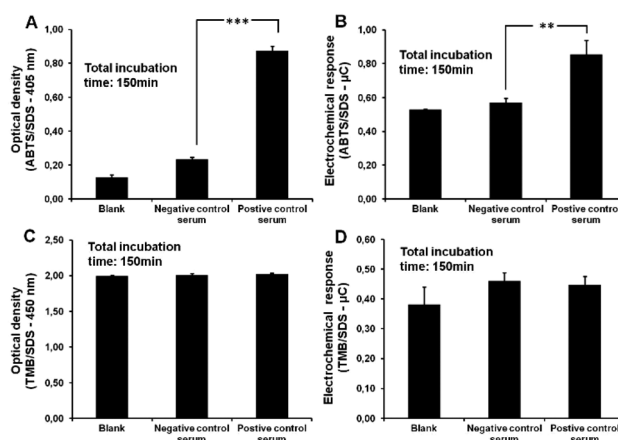 A
***
Total incubation
time: 150min
Optical density
(ABTS/SDS - 405 nm)
1,00
0,80
0,60
0,40
0,20
0,00
Blank
Negative control
serum
Postive control
serum
B
**
Total incubation
time: 150min
Electrochemical response
(ABTS/SDS - µC)
1,00
0,80
0,60
0,40
0,20
0,00
Blank
Negative control
serum
Postive control
serum
C
Total incubation
time: 150min
Optical density
(TMB/SDS - 450 nm)
2,50
2,00
1,50
1,00
0,50
0,00
Blank
Negative control
serum
Postive control
serum
D
Total incubation
time: 150min
Electrochemical response
(TMB/SDS - µC)
0,60
0,50
0,40
0,30
0,20
0,10
0,00
Blank
Negative control
serum
Postive control
serum